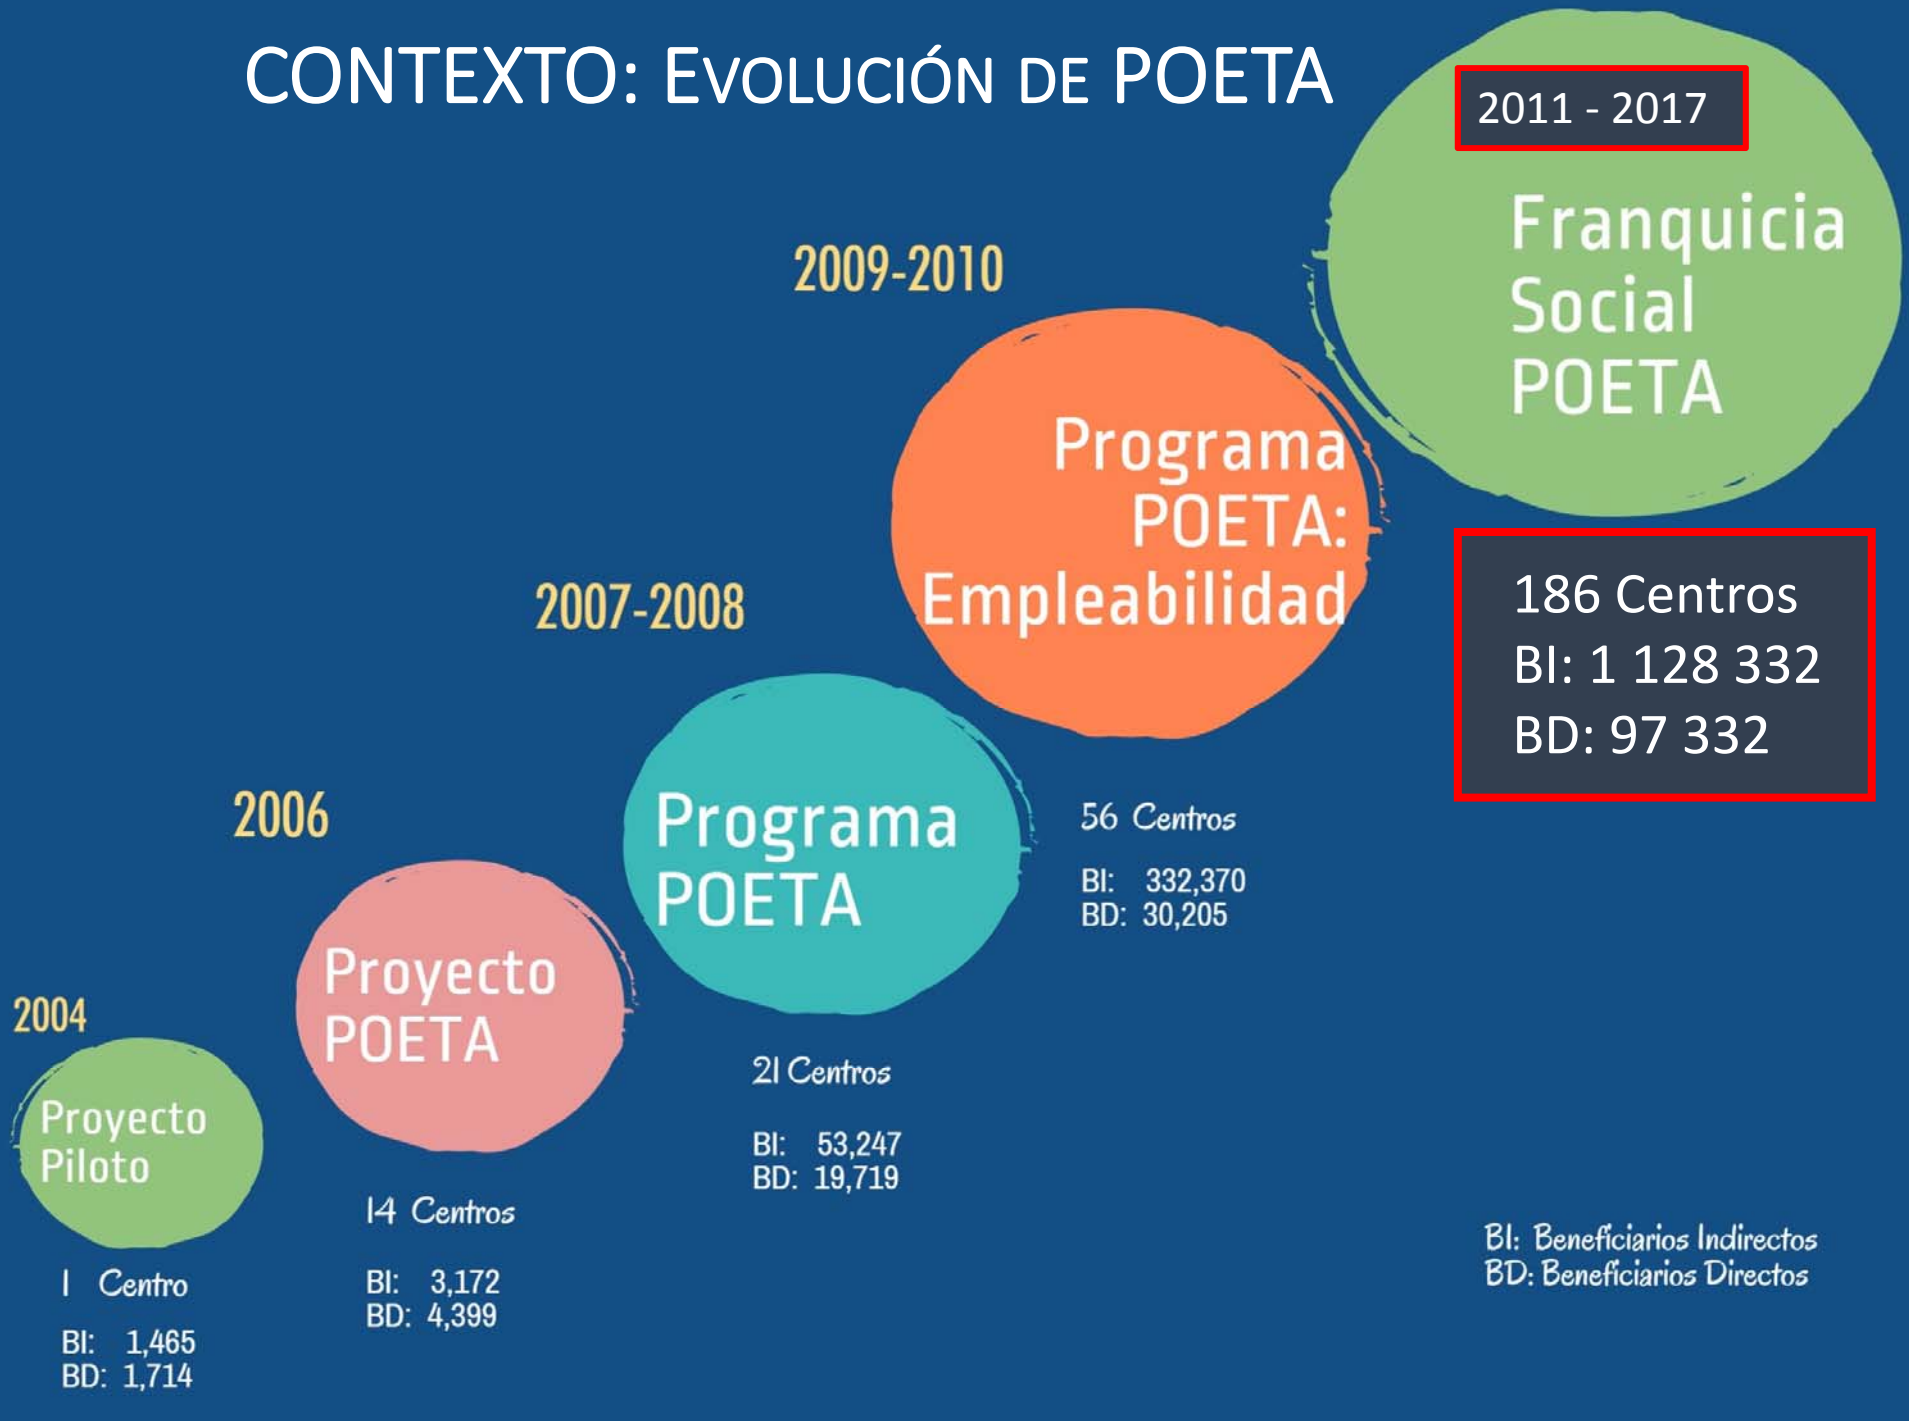 CONTEXTO: EVOLUCIÓN DE POETA
2004
Proyecto
Piloto
1 Centro
BI: 1,465
BD: 1,714
2006
Proyecto
POETA
14 Centros
BI: 3,172
BD: 4,399
2007-2008
Programa
POETA
21 Centros
BI: 53,247
BD: 19,719
2009-2010
Programa
POETA:
Empleabilidad
56 Centros
BI: 332,370
BD: 30,205
2011 - 2017
Franquicia
Social
POETA
186 Centros
BI: 1 128 332
BD: 97 332
BI: Beneficiarios Indirectos
BD: Beneficiarios Directos